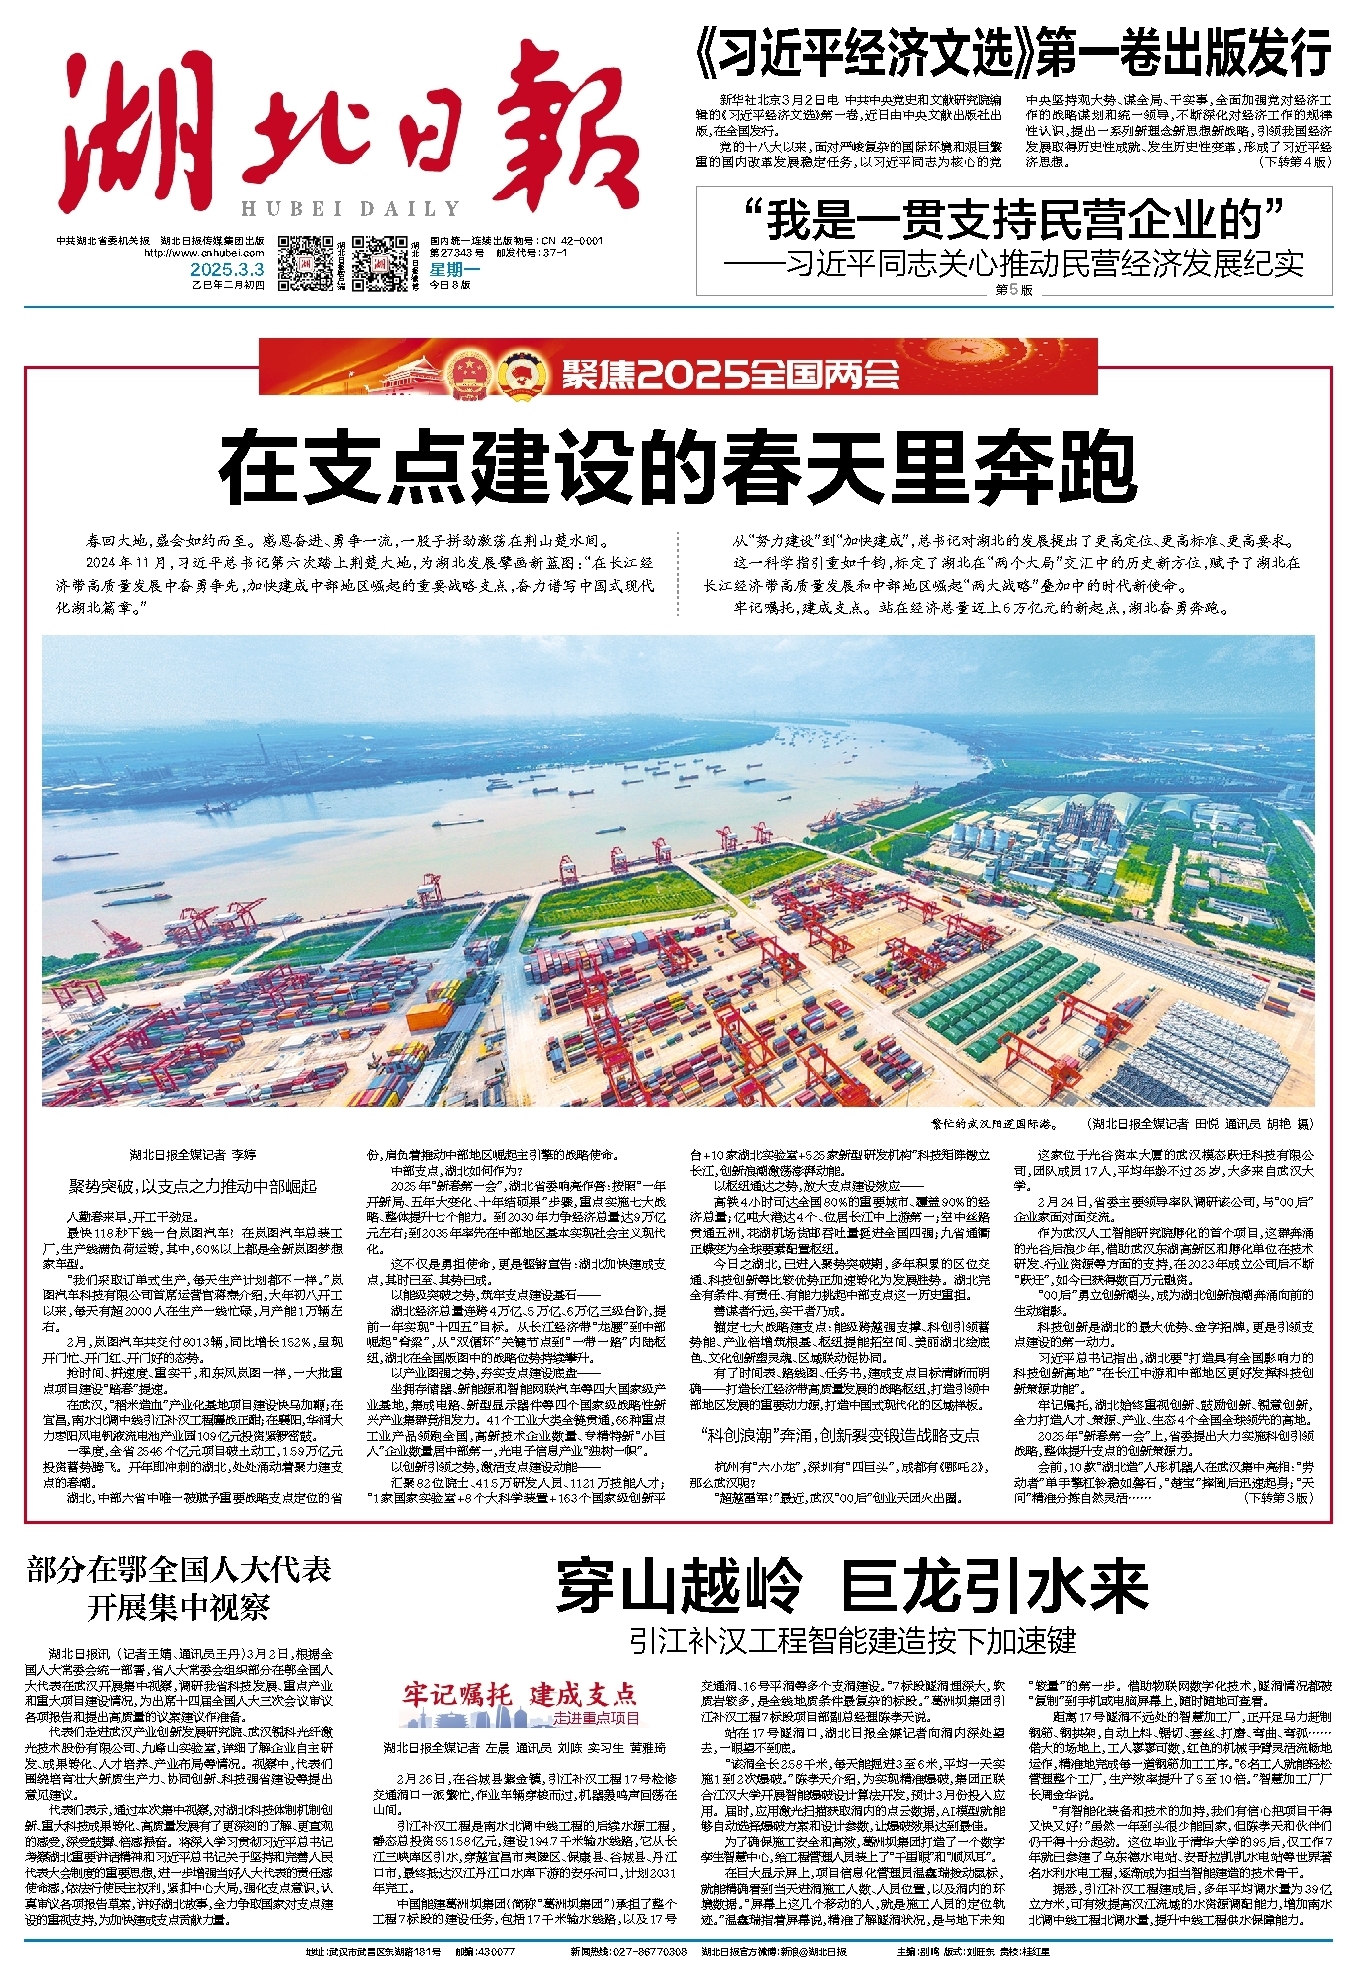 湖北日報
HUBEI DAILY
中共湖北省委机关报 湖北日报传媒集团出版
http://www.cnhubei.com
2025.3.3
乙巳年二月初四
国内统一连续出版物号:CN 42-0001
第27343号 邮发代号:37-1
星期一
今日8版
《习近平经济文选》第一卷出版发行
新华社北京3月2日电 中共中央党史和文献研究院编
辑的《习近平经济文选》第一卷,近日由中央文献出版社出
版,在全国发行。
党的十八大以来,面对严峻复杂的国际环境和艰巨繁
重的国内改革发展稳定任务,以习近平同志为核心的党
中央坚持观大势、谋全局、干实事,全面加强党对经济工
作的战略谋划和统一领导,不断深化对经济工作的规律
性认识,提出一系列新理念新思想新战略,引领我国经济
发展取得历史性成就、发生历史性变革,形成了习近平经
济思想。 (下转第4版)
“我是一贯支持民营企业的”
——习近平同志关心推动民营经济发展纪实
第5版
聚焦2025全国两会
在支点建设的春天里奔跑
春回大地,盛会如约而至。感恩奋进、勇争一流,一股子拼劲激荡在荆山楚水间。
2024年11月,习近平总书记第六次踏上荆楚大地,为湖北发展擘画新蓝图:“在长江经
济带高质量发展中奋勇争先,加快建成中部地区崛起的重要战略支点,奋力谱写中国式现代
化湖北篇章。”
从“努力建设”到“加快建成”,总书记对湖北的发展提出了更高定位、更高标准、更高要求。
这一科学指引重如千钧,标定了湖北在“两个大局”交汇中的历史新方位,赋予了湖北在
长江经济带高质量发展和中部地区崛起“两大战略”叠加中的时代新使命。
牢记嘱托,建成支点。站在经济总量迈上6万亿元的新起点,湖北奋勇奔跑。
繁忙的武汉阳逻国际港。 (湖北日报全媒记者 田悦 通讯员 胡艳 摄)
湖北日报全媒记者 李婷
聚势突破,以支点之力推动中部崛起
人勤春来早,开工干劲足。
最快118秒下线一台岚图汽车!在岚图汽车总装工
厂,生产线满负荷运转,其中,60%以上都是全新岚图梦想
家车型。
“我们采取订单式生产,每天生产计划都不一样。”岚
图汽车科技有限公司首席运营官蒋焘介绍,大年初八开工
以来,每天有超2000人在生产一线忙碌,月产能1万辆左
右。
2月,岚图汽车共交付8013辆,同比增长152%,呈现
开门忙、开门红、开门好的态势。
抢时间、拼速度、重实干,和东风岚图一样,一大批重
点项目建设“踏春”提速。
在武汉,“稻米造血”产业化基地项目建设快马加鞭;在
宜昌,南水北调中线引江补汉工程鏖战正酣;在襄阳,华润大
力枣阳风电钒液流电池产业园109亿元投资紧锣密鼓。
一季度,全省2546个亿元项目破土动工,1.59万亿元
投资蓄势腾飞。开年即冲刺的湖北,处处涌动着聚力建支
点的春潮。
湖北,中部六省中唯一被赋予重要战略支点定位的省
份,肩负着推动中部地区崛起主引擎的战略使命。
中部支点,湖北如何作为?
2025年“新春第一会”,湖北省委响亮作答:按照“一年
开新局、五年大变化、十年结硕果”步骤,重点实施七大战
略、整体提升七个能力。到2030年力争经济总量达9万亿
元左右;到2035年率先在中部地区基本实现社会主义现代
化。
这不仅是勇担使命,更是铿锵宣告:湖北加快建成支
点,其时已至、其势已成。
以能级突破之势,筑牢支点建设基石——
湖北经济总量连跨4万亿、5万亿、6万亿三级台阶,提
前一年实现“十四五”目标。从长江经济带“龙腰”到中部
崛起“脊梁”,从“双循环”关键节点到“一带一路”内陆枢
纽,湖北在全国版图中的战略位势持续攀升。
以产业图强之势,夯实支点建设底盘——
坐拥存储器、新能源和智能网联汽车等四大国家级产
业基地,集成电路、新型显示器件等四个国家级战略性新
兴产业集群竞相发力。41个工业大类全链贯通,66种重点
工业产品领跑全国,高新技术企业数量、专精特新“小巨
人”企业数量居中部第一,光电子信息产业“独树一帜”。
以创新引领之势,激活支点建设动能——
汇聚82位院士、41.5万研发人员、1121万技能人才;
“1家国家实验室+8个大科学装置+163个国家级创新平
台+10家湖北实验室+525家新型研发机构”科技矩阵傲立
长江,创新浪潮激荡澎湃动能。
以枢纽通达之势,放大支点建设效应——
高铁4小时可达全国80%的重要城市、覆盖90%的经
济总量;亿吨大港达4个、位居长江中上游第一;空中丝路
贯通五洲,花湖机场货邮吞吐量挺进全国四强;九省通衢
正蝶变为全球要素配置枢纽。
今日之湖北,已进入聚势突破期,多年积累的区位交
通、科技创新等比较优势正加速转化为发展胜势。湖北完
全有条件、有责任、有能力挑起中部支点这一历史重担。
善谋者行远,实干者乃成。
锚定七大战略建支点:能级跨越强支撑、科创引领蓄
势能、产业倍增筑根基、枢纽提能拓空间、美丽湖北绘底
色、文化创新塑灵魂、区域联动促协同。
有了时间表、路线图、任务书,建成支点目标清晰而明
确——打造长江经济带高质量发展的战略枢纽,打造引领中
部地区发展的重要动力源,打造中国式现代化的区域样板。
“科创浪潮”奔涌,创新裂变锻造战略支点
杭州有“六小龙”,深圳有“四巨头”,成都有《哪吒2》,
那么武汉呢?
“超越雷军!”最近,武汉“00后”创业天团火出圈。
这家位于光谷资本大厦的武汉模态跃迁科技有限公
司,团队成员17人,平均年龄不过25岁,大多来自武汉大
学。
2月24日,省委主要领导率队调研该公司,与“00后”
企业家面对面交流。
作为武汉人工智能研究院孵化的首个项目,这群奔涌
的光谷后浪少年,借助武汉东湖高新区和孵化单位在技术
研发、行业资源等方面的支持,在2023年成立公司后不断
“跃迁”,如今已获得数百万元融资。
“00后”勇立创新潮头,成为湖北创新浪潮奔涌向前的
生动缩影。
科技创新是湖北的最大优势、金字招牌,更是引领支
点建设的第一动力。
习近平总书记指出,湖北要“打造具有全国影响力的
科技创新高地”“在长江中游和中部地区更好发挥科技创
新策源功能”。
牢记嘱托,湖北始终重视创新、鼓励创新、锐意创新,
全力打造人才、策源、产业、生态4个全国全球领先的高地。
2025年“新春第一会”上,省委提出大力实施科创引领
战略,整体提升支点的创新策源力。
会前,10款“湖北造”人形机器人在武汉集中亮相:“劳
动者”单手擎杠铃稳如磐石,“楚宝”摔倒后迅速起身;“天
问”精准分拣自然灵活…… (下转第3版)
部分在鄂全国人大代表
开展集中视察
湖北日报讯 (记者王婧、通讯员王丹)3月2日,根据全
国人大常委会统一部署,省人大常委会组织部分在鄂全国人
大代表在武汉开展集中视察,调研我省科技发展、重点产业
和重大项目建设情况,为出席十四届全国人大三次会议审议
各项报告和提出高质量的议案建议作准备。
代表们走进武汉产业创新发展研究院、武汉锐科光纤激
光技术股份有限公司、九峰山实验室,详细了解企业自主研
发、成果转化、人才培养、产业布局等情况。视察中,代表们
围绕培育壮大新质生产力、协同创新、科技强省建设等提出
意见建议。
代表们表示,通过本次集中视察,对湖北科技体制机制创
新、重大科技成果转化、高质量发展有了更深刻的了解、更直观
的感受,深受鼓舞、倍感振奋。将深入学习贯彻习近平总书记
考察湖北重要讲话精神和习近平总书记关于坚持和完善人民
代表大会制度的重要思想,进一步增强当好人大代表的责任感
使命感,依法行使民主权利,紧扣中心大局,强化支点意识,认
真审议各项报告草案,讲好湖北故事,全力争取国家对支点建
设的重视支持,为加快建成支点贡献力量。
穿山越岭 巨龙引水来
引江补汉工程智能建造按下加速键
牢记嘱托 建成支点
走进重点项目
湖北日报全媒记者 左晨 通讯员 刘陈 实习生 黄雅琦
2月26日,在谷城县紫金镇,引江补汉工程17号检修
交通洞口一派繁忙,作业车辆穿梭而过,机器轰鸣声回荡在
山间。
引江补汉工程是南水北调中线工程的后续水源工程,
静态总投资551.58亿元,建设194.7千米输水线路,它从长
江三峡库区引水,穿越宜昌市夷陵区、保康县、谷城县、丹江
口市,最终抵达汉江丹江口水库下游的安乐河口,计划2031
年完工。
中国能建葛洲坝集团(简称“葛洲坝集团”)承担了整个
工程7标段的建设任务,包括17千米输水线路,以及17号
交通洞、16号平洞等多个支洞建设。“7标段隧洞埋深大,软
质岩较多,是全线地质条件最复杂的标段。”葛洲坝集团引
江补汉工程7标段项目部副总经理陈孝天说。
站在17号隧洞口,湖北日报全媒记者向洞内深处望
去,一眼望不到底。
“该洞全长2.58千米,每天能掘进3至6米,平均一天实
施1到2次爆破。”陈孝天介绍,为实现精准爆破,集团正联
合江汉大学开展智能爆破设计算法开发,预计3月份投入应
用。届时,应用激光扫描获取洞内的点云数据,AI模型就能
够自动选择爆破方案和设计参数,让爆破效果达到最佳。
为了确保施工安全和高效,葛洲坝集团打造了一个数字
孪生智慧中心,给工程管理人员装上了“千里眼”和“顺风耳”。
在巨大显示屏上,项目信息化管理员温鑫瑞拨动鼠标,
就能精确看到当天进洞施工人数、人员位置,以及洞内的环
境数据。“屏幕上这几个移动的人,就是施工人员的定位轨
迹。”温鑫瑞指着屏幕说,精准了解隧洞状况,是与地下未知
“较量”的第一步。借助物联网数字化技术,隧洞情况都被
“复制”到手机或电脑屏幕上,随时随地可查看。
距离17号隧洞不远处的智慧加工厂,正开足马力赶制
钢筋、钢拱架,自动上料、锯切、套丝、打磨、弯曲、弯弧……
偌大的场地上,工人寥寥可数,红色的机械手臂灵活流畅地
运作,精准地完成每一道钢筋加工工序。“6名工人就能轻松
管理整个工厂,生产效率提升了5至10倍。”智慧加工厂厂
长周金华说。
“有智能化装备和技术的加持,我们有信心把项目干得
又快又好!”虽然一年到头很少能回家,但陈孝天和伙伴们
仍干得十分起劲。这位毕业于清华大学的95后,仅工作7
年就已参建了乌东德水电站、安哥拉凯凯水电站等世界著
名水利水电工程,逐渐成为担当智能建造的技术骨干。
据悉,引江补汉工程建成后,多年平均调水量为39亿
立方米,可有效提高汉江流域的水资源调配能力,增加南水
北调中线工程北调水量,提升中线工程供水保障能力。
地址:武汉市武昌区东湖路181号 邮编:430077 新闻热线:027-86770308 湖北日报官方微博:新浪@湖北日报 主编:别鸣 版式:刘旺东 责校:桂红星